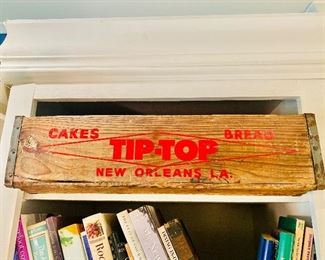 CAKES BREAD
TIP-TOP
NEW ORLEANS LA.